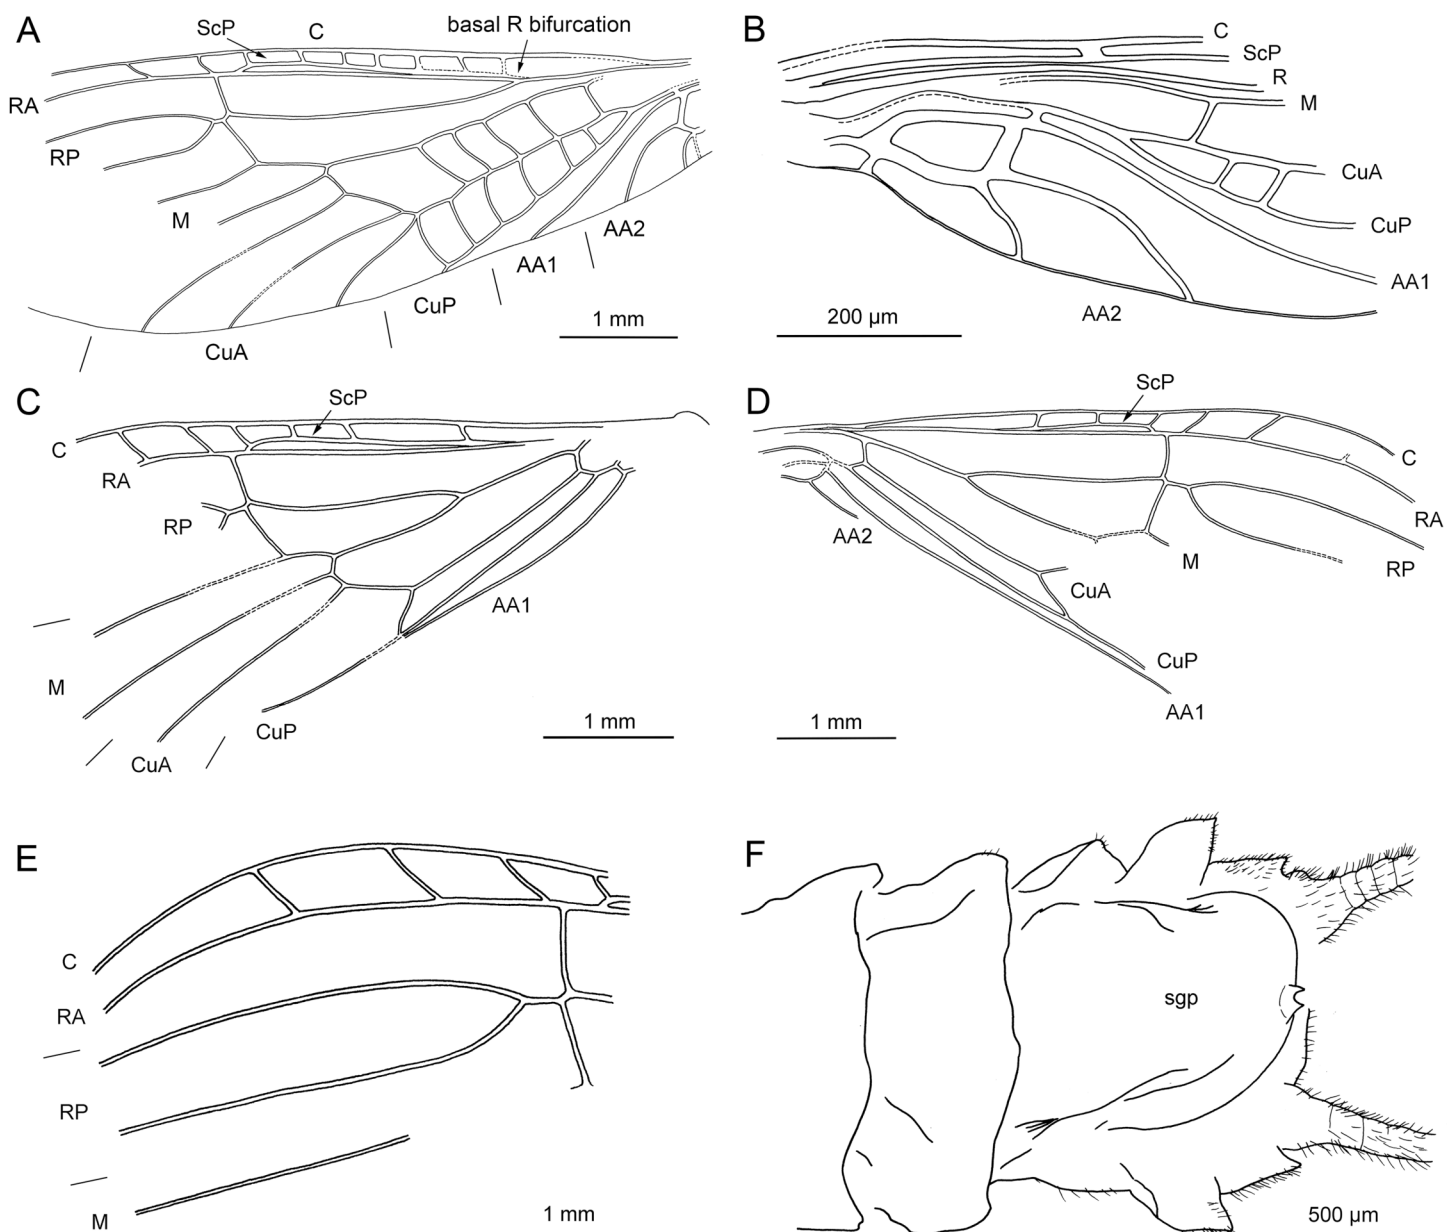 A
ScP
C
basal R bifurcation
RA
RP
M
CuA
CuP
AA1
AA2
1 mm
B
C
ScP
R
M
CuA
CuP
AA1
AA2
200 µm
C
ScP
C
RA
RP
AA1
M
CuA
CuP
1 mm
D
ScP
C
RA
RP
M
AA2
CuA
CuP
AA1
1 mm
E
C
RA
RP
M
1 mm
F
sgp
500 µm